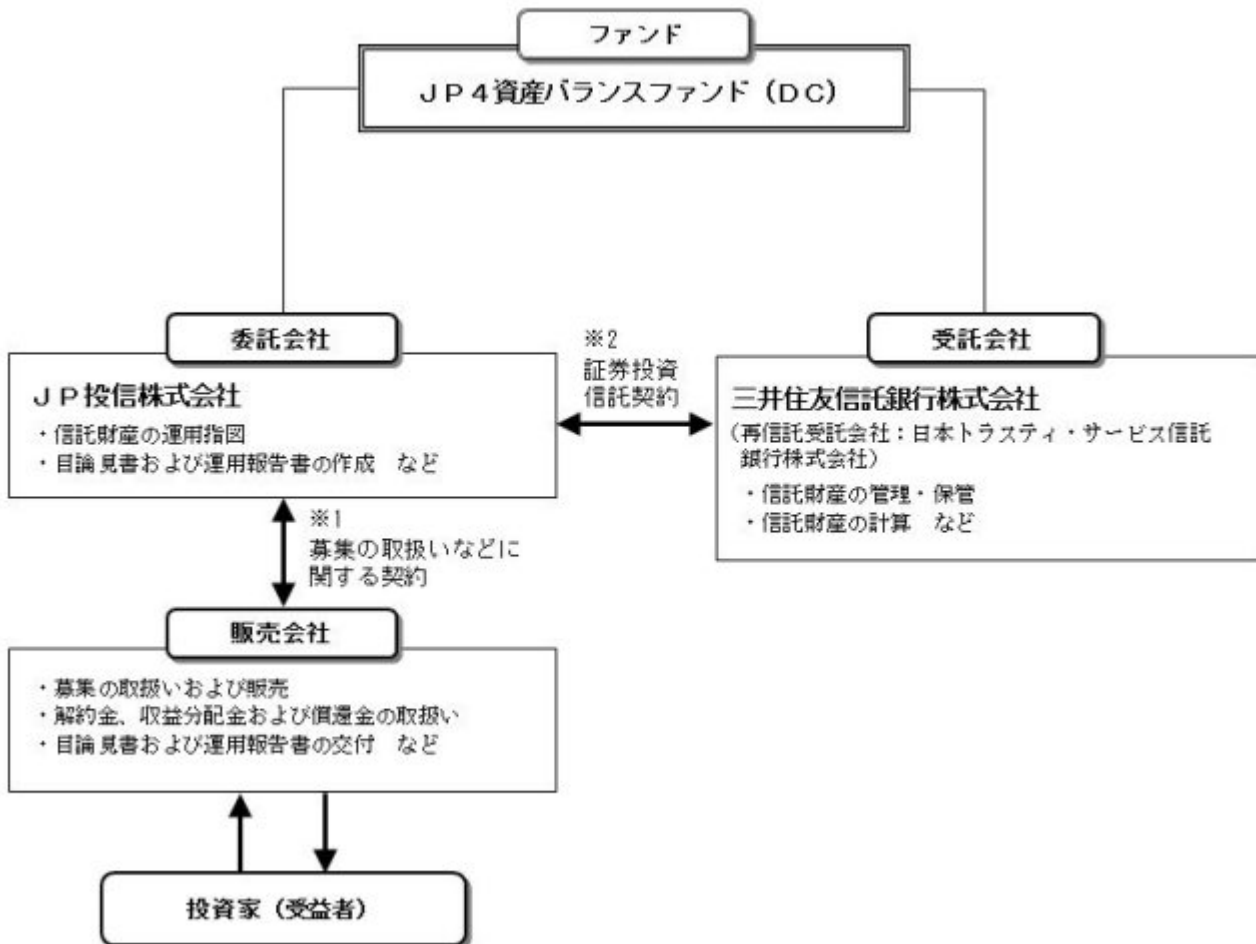 ファンド
ＪＰ４資産バランスファンド（ＤＣ）
委託会社
ＪＰ投信株式会社
・信託財産の運用指図
・目論見書および運用報告書の作成　など
※2
証券投資
信託契約
受託会社
三井住友信託銀行株式会社
（再信託受託会社：日本トラスティ・サービス信託
銀行株式会社）
・信託財産の管理・保管
・信託財産の計算　など
※1
募集の取扱いなどに
関する契約
販売会社
・募集の取扱いおよび販売
・解約金、収益分配金および償還金の取扱い
・目論見書および運用報告書の交付　など
投資家（受益者）